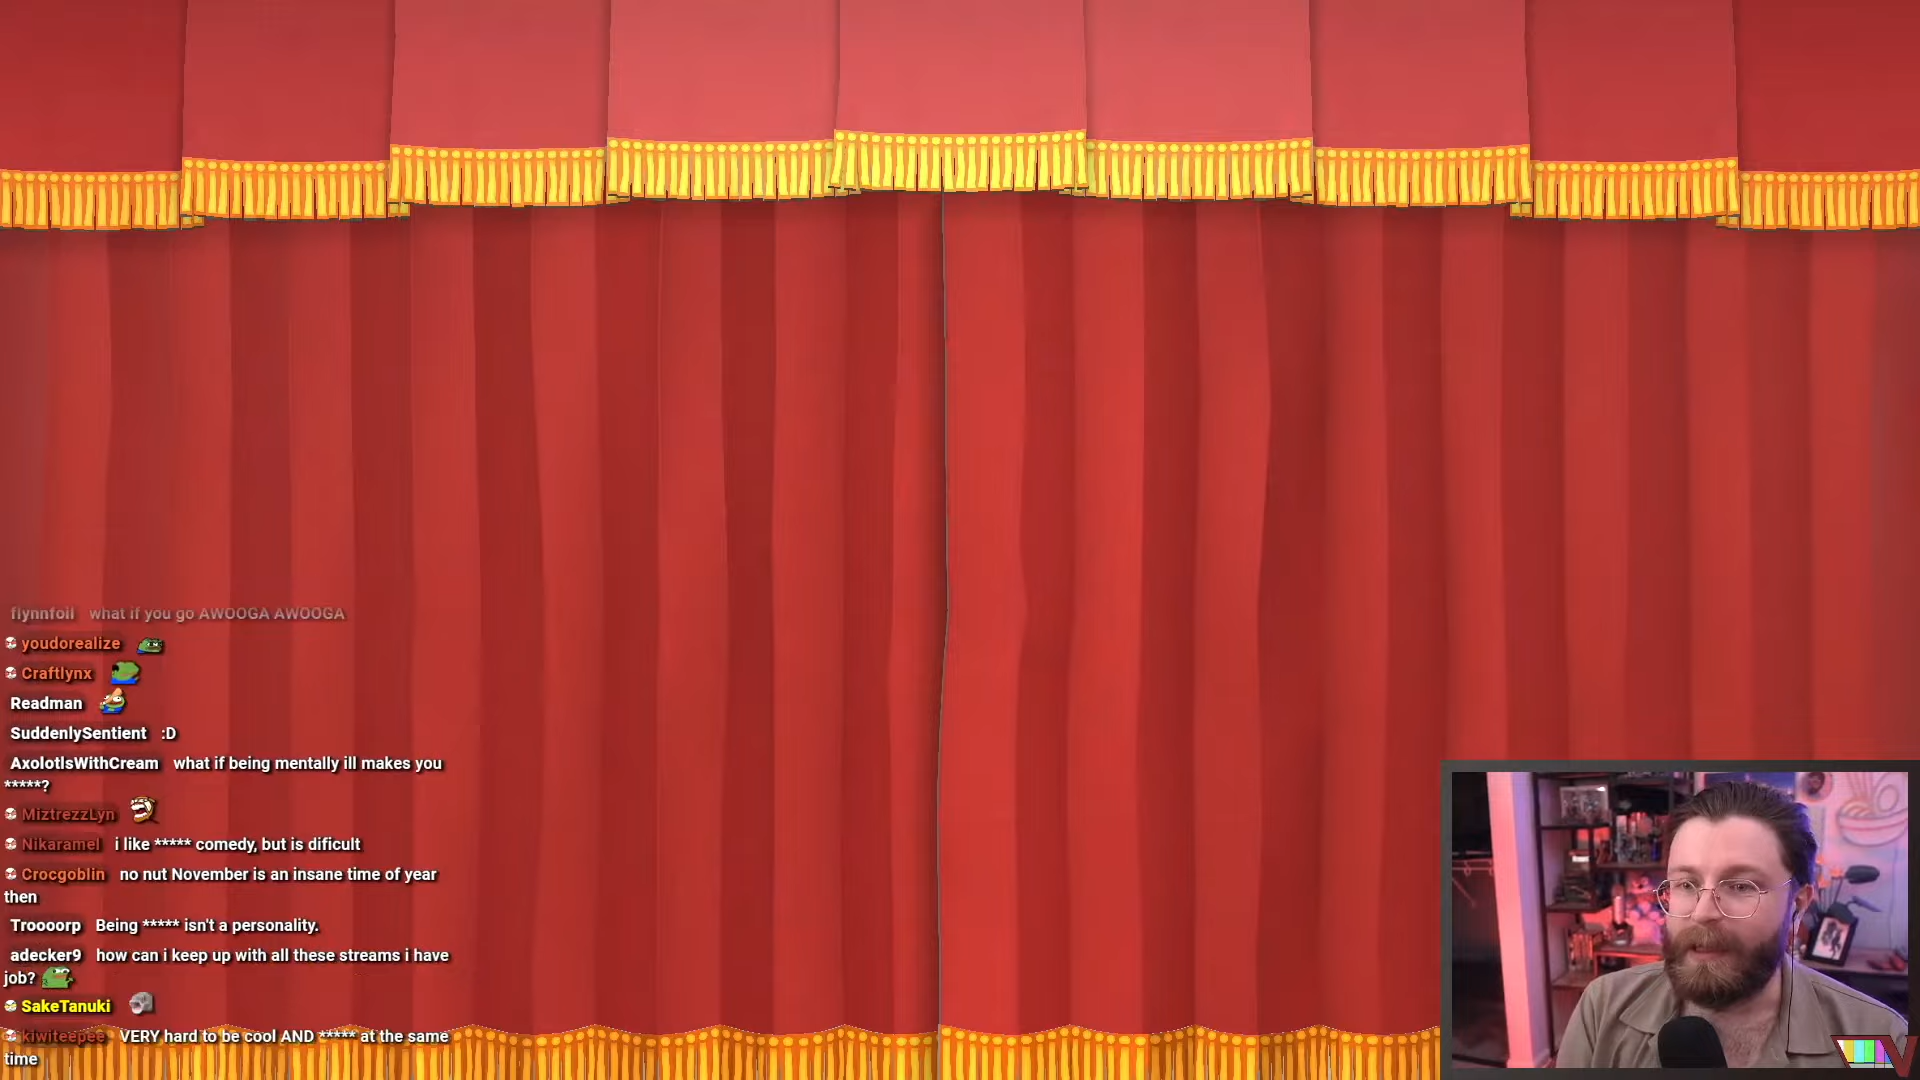 flynnfoil what if you go AWOOGA AWOOGA
youdorealize
Craftlynx
Readman
SuddenlySentient :D
AxolotlsWithCream what if being mentally ill makes you
*****?
MiztrezzLyn
Nikaramel i like ***** comedy, but is dificult
Crocgoblin no nut November is an insane time of year
then
Troooorp Being ***** isn't a personality.
adecker9 how can i keep up with all these streams i have
job?
SakeTanuki
kiwiteepee VERY hard to be cool AND ***** at the same
time